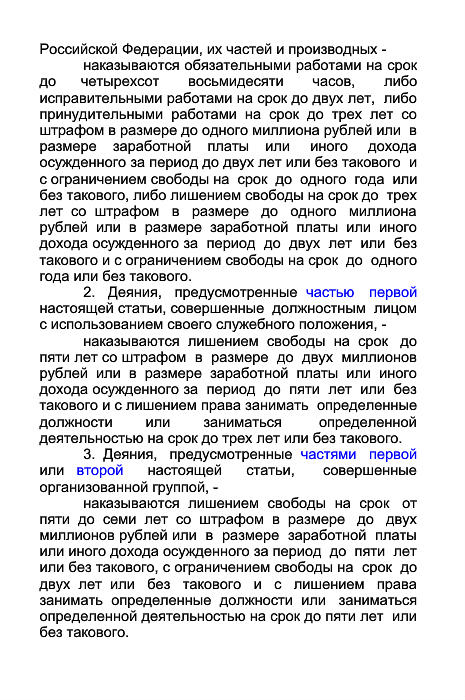 Российской Федерации, их частей и производных -
наказываются обязательными работами на срок
до четырехсот восьмидесяти часов, либо
исправительными работами на срок до двух лет, либо
принудительными работами на срок до трех лет со
штрафом в размере до одного миллиона рублей или в
размере заработной платы или иного дохода
осужденного за период до двух лет или без такового и
с ограничением свободы на срок до одного года или
без такового, либо лишением свободы на срок до трех
лет со штрафом в размере до одного миллиона
рублей или в размере заработной платы или иного
дохода осужденного за период до двух лет или без
такового и с ограничением свободы на срок до одного
года или без такового.
2. Деяния, предусмотренные частью первой
настоящей статьи, совершенные должностным лицом
с использованием своего служебного положения, -
наказываются лишением свободы на срок до
пяти лет со штрафом в размере до двух миллионов
рублей или в размере заработной платы или иного
дохода осужденного за период до пяти лет или без
такового и с лишением права занимать определенные
должности или заниматься определенной
деятельностью на срок до трех лет или без такового.
3. Деяния, предусмотренные частями первой
или второй настоящей статьи, совершенные
организованной группой, -
наказываются лишением свободы на срок от
пяти до семи лет со штрафом в размере до двух
миллионов рублей или в размере заработной платы
или иного дохода осужденного за период до пяти лет
или без такового, с ограничением свободы на срок до
двух лет или без такового и с лишением права
занимать определенные должности или заниматься
определенной деятельностью на срок до пяти лет или
без такового.